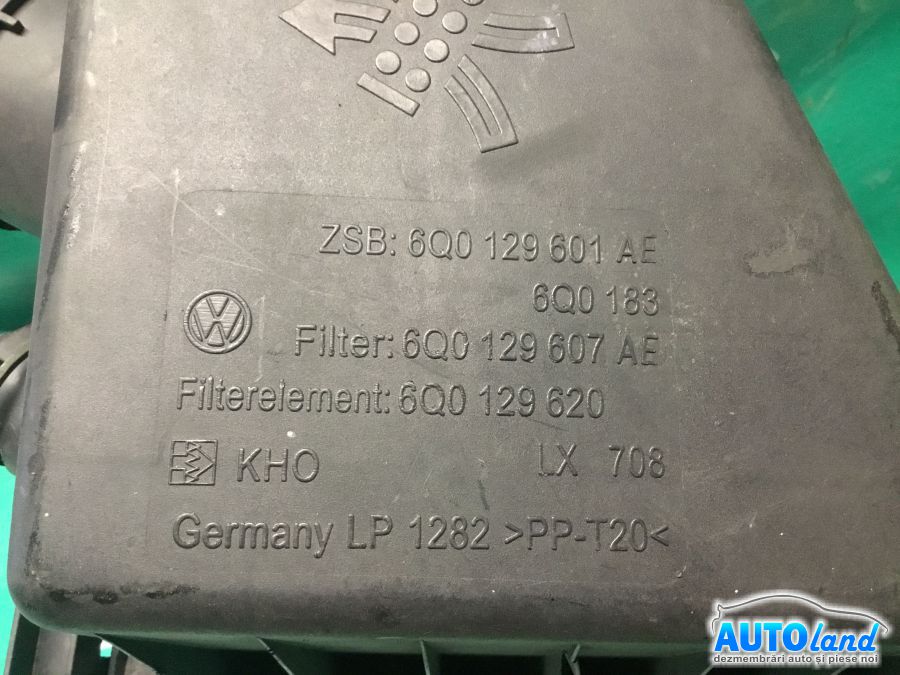 ZSB: 6Q0 129 601 AE
6Q0 183
Filter: 6Q0 129 607 AE
Filterelement: 6Q0 129 620
KHO LX 708
Germany LP 1282 >PP-T20<
AUTOland
dezmembrări auto și piese noi